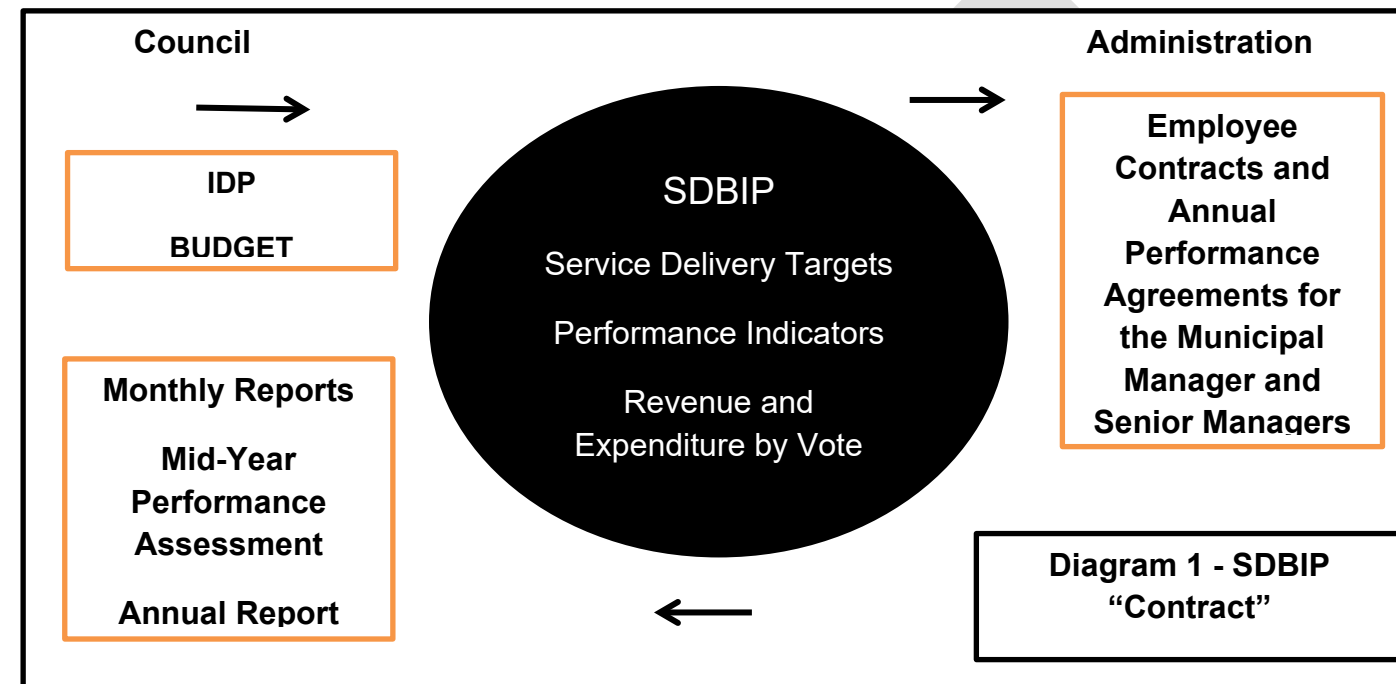 Council
Administration
IDP
BUDGET
Monthly Reports
Mid-Year
Performance
Assessment
Annual Report
SDBIP
Service Delivery Targets
Performance Indicators
Revenue and
Expenditure by Vote
Employee
Contracts and
Annual
Performance
Agreements for
the Municipal
Manager and
Senior Managers
Diagram 1 - SDBIP
“Contract”